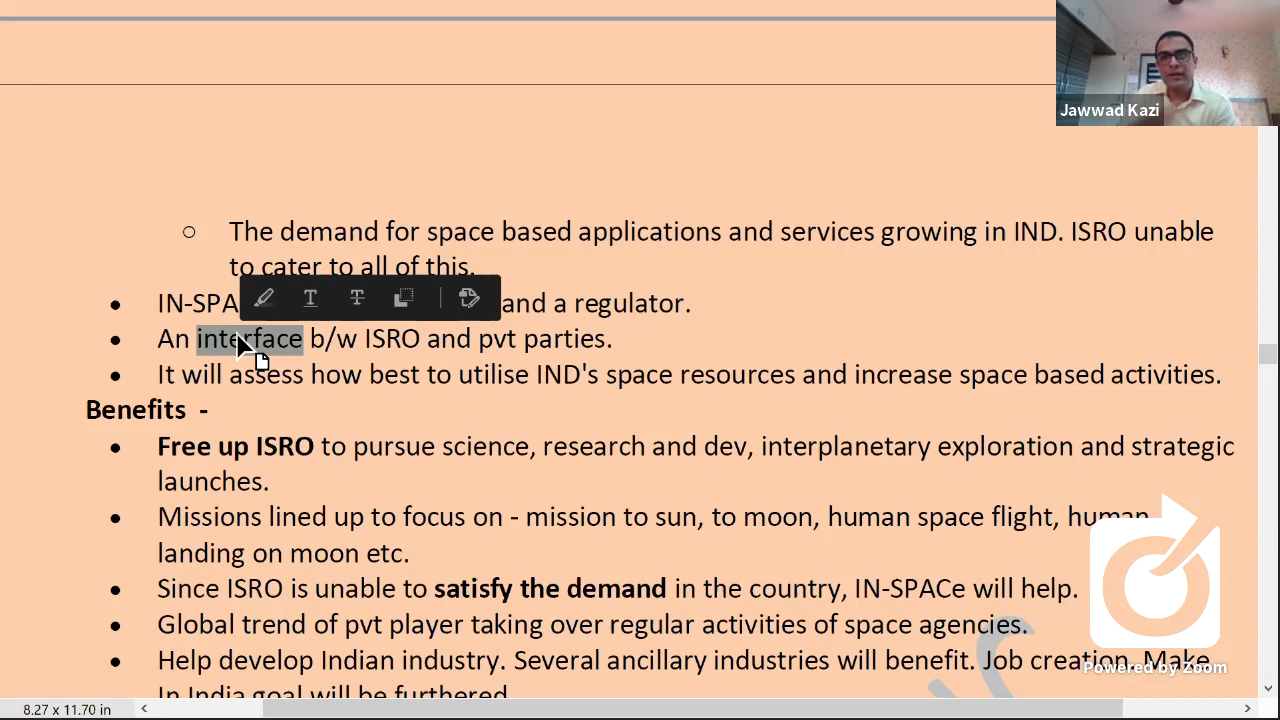 Jawwad Kazi
The demand for space based applications and services growing in IND. ISRO unable
to cater to all of this.
IN-SPA and a regulator.
An interface b/w ISRO and pvt parties.
It will assess how best to utilise IND's space resources and increase space based activities.
Benefits -
Free up ISRO to pursue science, research and dev, interplanetary exploration and strategic
launches.
Missions lined up to focus on - mission to sun, to moon, human space flight, human
landing on moon etc.
Since ISRO is unable to satisfy the demand in the country, IN-SPACe will help.
Global trend of pvt player taking over regular activities of space agencies.
Help develop Indian industry. Several ancillary industries will benefit. Job creation. Make
In India goal will be furthered
Powered by Zoom
8.27 x 11.70 in